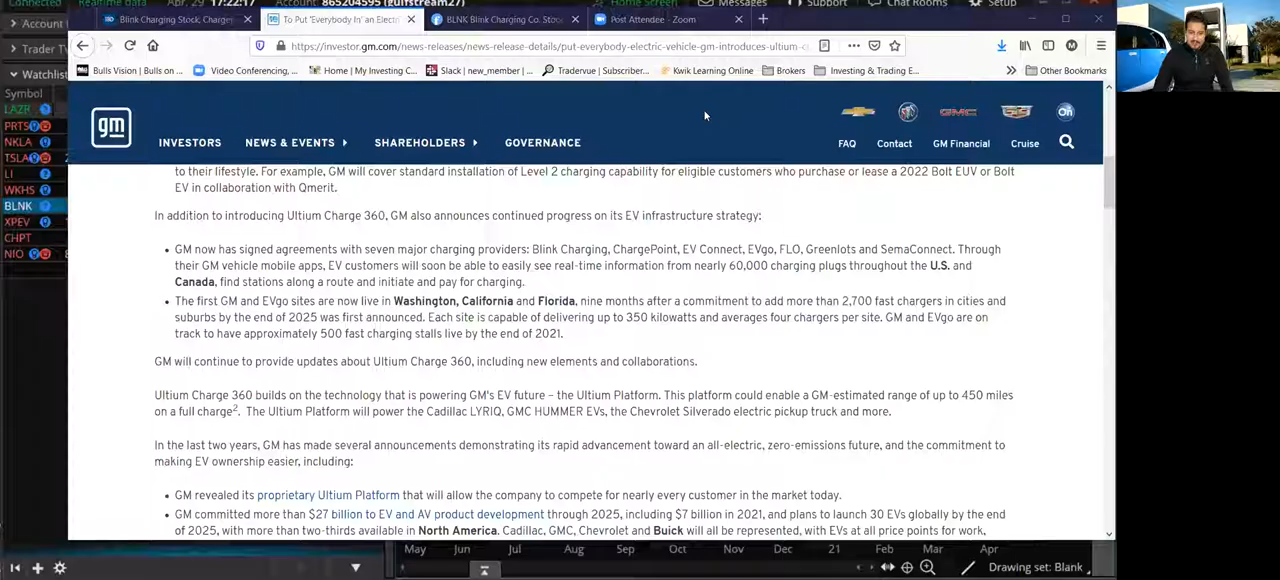 Connected Realtime data Apr, 29 17:22:17 Account: 865204595 (gulfstream27) Home Screen Messages Support Chat Rooms Setup
Account
Trader T
Watchlist
Symbol
LAZR
PRTS
NKLA
TSLA
LI
WKHS
BLNK
XPEV
CHPT
NIO
Blink Charging Stock, Charge
To Put 'Everybody In' an Electri
BLNK Blink Charging Co. Stock
Post Attendee - Zoom
https://investor.gm.com/news-releases/news-release-details/put-everybody-electric-vehicle-gm-introduces-ultium-c
Bulls Vision | Bulls on ...
Video Conferencing, ...
Home | My Investing C...
Slack | new_member | ...
Tradervue | Subscriber...
Kwik Learning Online
Brokers
Investing & Trading E...
Other Bookmarks
gm
GMC
On
INVESTORS
NEWS & EVENTS
SHAREHOLDERS
GOVERNANCE
FAQ
Contact
GM Financial
Cruise
to their lifestyle. For example, GM will cover standard installation of Level 2 charging capability for eligible customers who purchase or lease a 2022 Bolt EUV or Bolt
EV in collaboration with Qmerit.
In addition to introducing Ultium Charge 360, GM also announces continued progress on its EV infrastructure strategy:
• GM now has signed agreements with seven major charging providers: Blink Charging, ChargePoint, EV Connect, EVgo, FLO, Greenlots and SemaConnect. Through
their GM vehicle mobile apps, EV customers will soon be able to easily see real-time information from nearly 60,000 charging plugs throughout the U.S. and
Canada, find stations along a route and initiate and pay for charging.
• The first GM and EVgo sites are now live in Washington, California and Florida, nine months after a commitment to add more than 2,700 fast chargers in cities and
suburbs by the end of 2025 was first announced. Each site is capable of delivering up to 350 kilowatts and averages four chargers per site. GM and EVgo are on
track to have approximately 500 fast charging stalls live by the end of 2021.
GM will continue to provide updates about Ultium Charge 360, including new elements and collaborations.
Ultium Charge 360 builds on the technology that is powering GM's EV future – the Ultium Platform. This platform could enable a GM-estimated range of up to 450 miles
on a full charge². The Ultium Platform will power the Cadillac LYRIQ, GMC HUMMER EVs, the Chevrolet Silverado electric pickup truck and more.
In the last two years, GM has made several announcements demonstrating its rapid advancement toward an all-electric, zero-emissions future, and the commitment to
making EV ownership easier, including:
• GM revealed its proprietary Ultium Platform that will allow the company to compete for nearly every customer in the market today.
• GM committed more than $27 billion to EV and AV product development through 2025, including $7 billion in 2021, and plans to launch 30 EVs globally by the end
of 2025, with more than two-thirds available in North America. Cadillac, GMC, Chevrolet and Buick will all be represented, with EVs at all price points for work,
May Jun Jul Aug Sep Oct Nov Dec 21 Feb Mar Apr
Drawing set: Blank